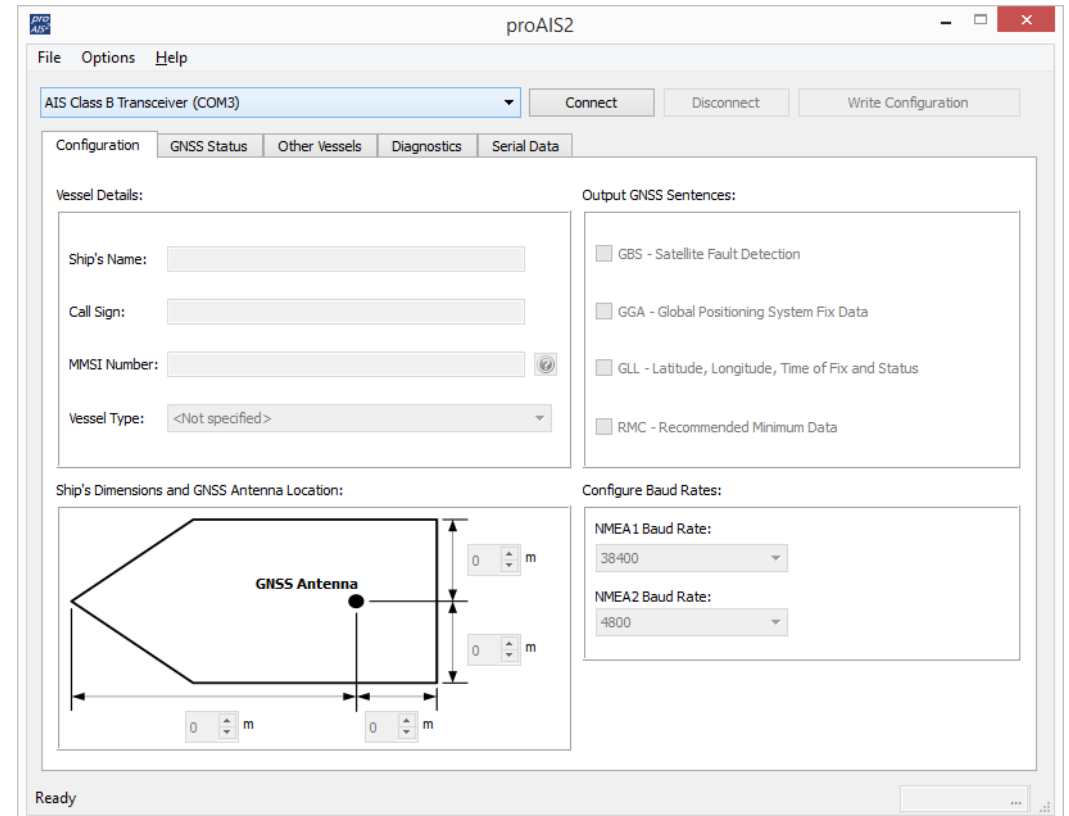 pro
AIS2
proAIS2
File Options Help
AIS Class B Transceiver (COM3) Connect Disconnect Write Configuration
Configuration GNSS Status Other Vessels Diagnostics Serial Data
Vessel Details:
Ship's Name:
Call Sign:
MMSI Number:
Vessel Type: <Not specified>
Output GNSS Sentences:
GBS - Satellite Fault Detection
GGA - Global Positioning System Fix Data
GLL - Latitude, Longitude, Time of Fix and Status
RMC - Recommended Minimum Data
Ship's Dimensions and GNSS Antenna Location:
GNSS Antenna
0 m
0 m
0 m 0 m
Configure Baud Rates:
NMEA1 Baud Rate:
38400
NMEA2 Baud Rate:
4800
Ready ...